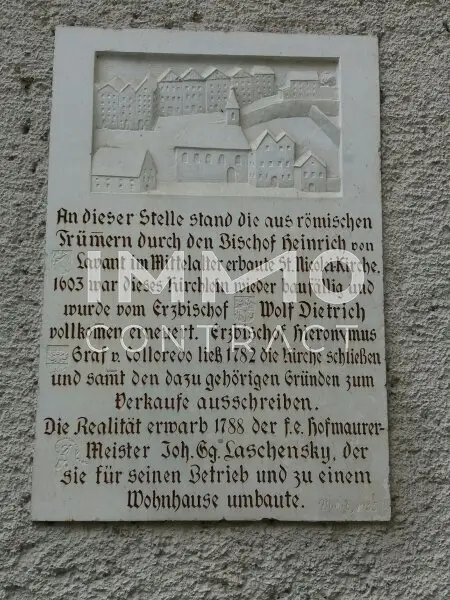 An dieser Stelle stand die aus römischen
Trüm̄ern durch den Bischof Heinrich von
Lavant im Mittelalter erbaute St. Nicolai Kirche.
1603 war dieses Kirchlein wieder baufällig und
wurde vom Erzbischof Wolf Dietrich
vollkomen erneuert. Erzbischof Hieronymus
Graf v. Colloredo ließ 1782 die Kirche schließen
und samt den dazu gehörigen Gründen zum
Verkaufe ausschreiben.
Die Realität erwarb 1788 der f.e. Hofmaurer-
Meister Joh. Gg. Laschensky, der
sie für seinen Betrieb und zu einem
Wohnhause umbaute.
IMMO
CONTRACT